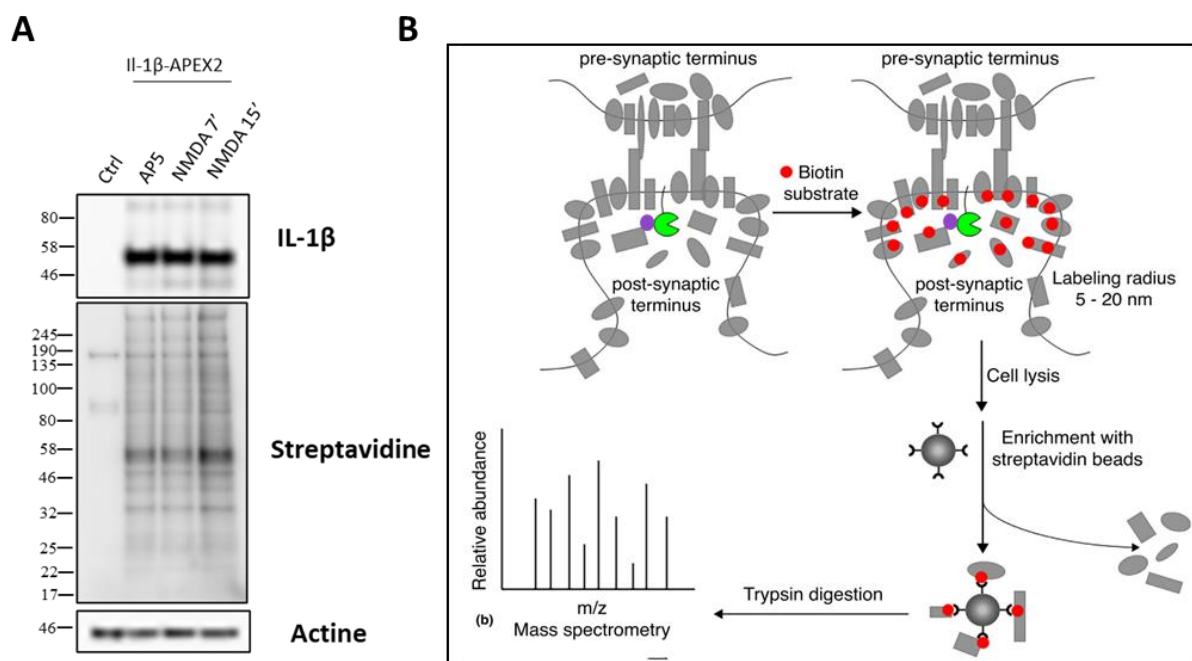 A
Il-1β-APEX2
Ctrl
AP5
NMDA 7'
NMDA 15'
80
58
46
IL-1β
245
190
135
100
80
58
46
32
25
22
17
Streptavidine
46
Actine
B
pre-synaptic terminus
pre-synaptic terminus
Biotin
substrate
post-synaptic
terminus
post-synaptic
terminus
Labeling radius
5 - 20 nm
Cell lysis
Enrichment with
streptavidin beads
Trypsin digestion
Relative abundance
m/z
(b)
Mass spectrometry